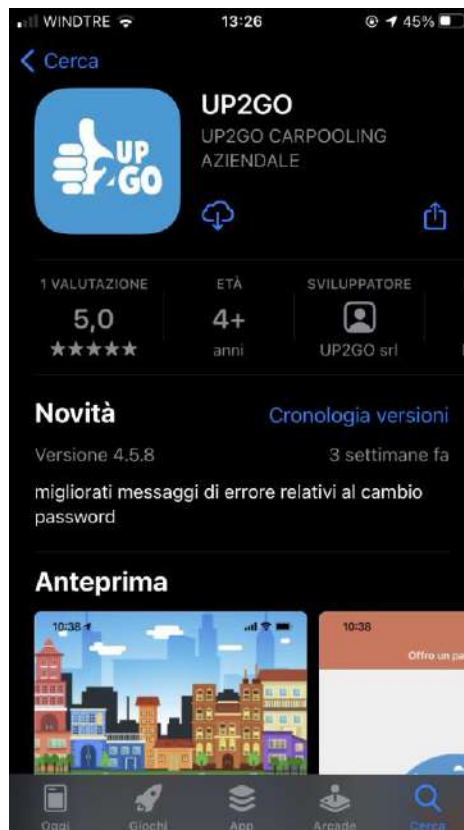 WINDTRE 13:26 45%
Cerca
UP
2
GO
UP2GO
UP2GO CARPOOLING
AZIENDALE
1 VALUTAZIONE ETÀ SVILUPPATORE
5,0 4+
★★★★★ anni UP2GO srl
Novità Cronologia versioni
Versione 4.5.8 3 settimane fa
migliorati messaggi di errore relativi al cambio
password
Anteprima
10:38 10:38
Offro un pa
Oggi Giochi App Arcade Cerca